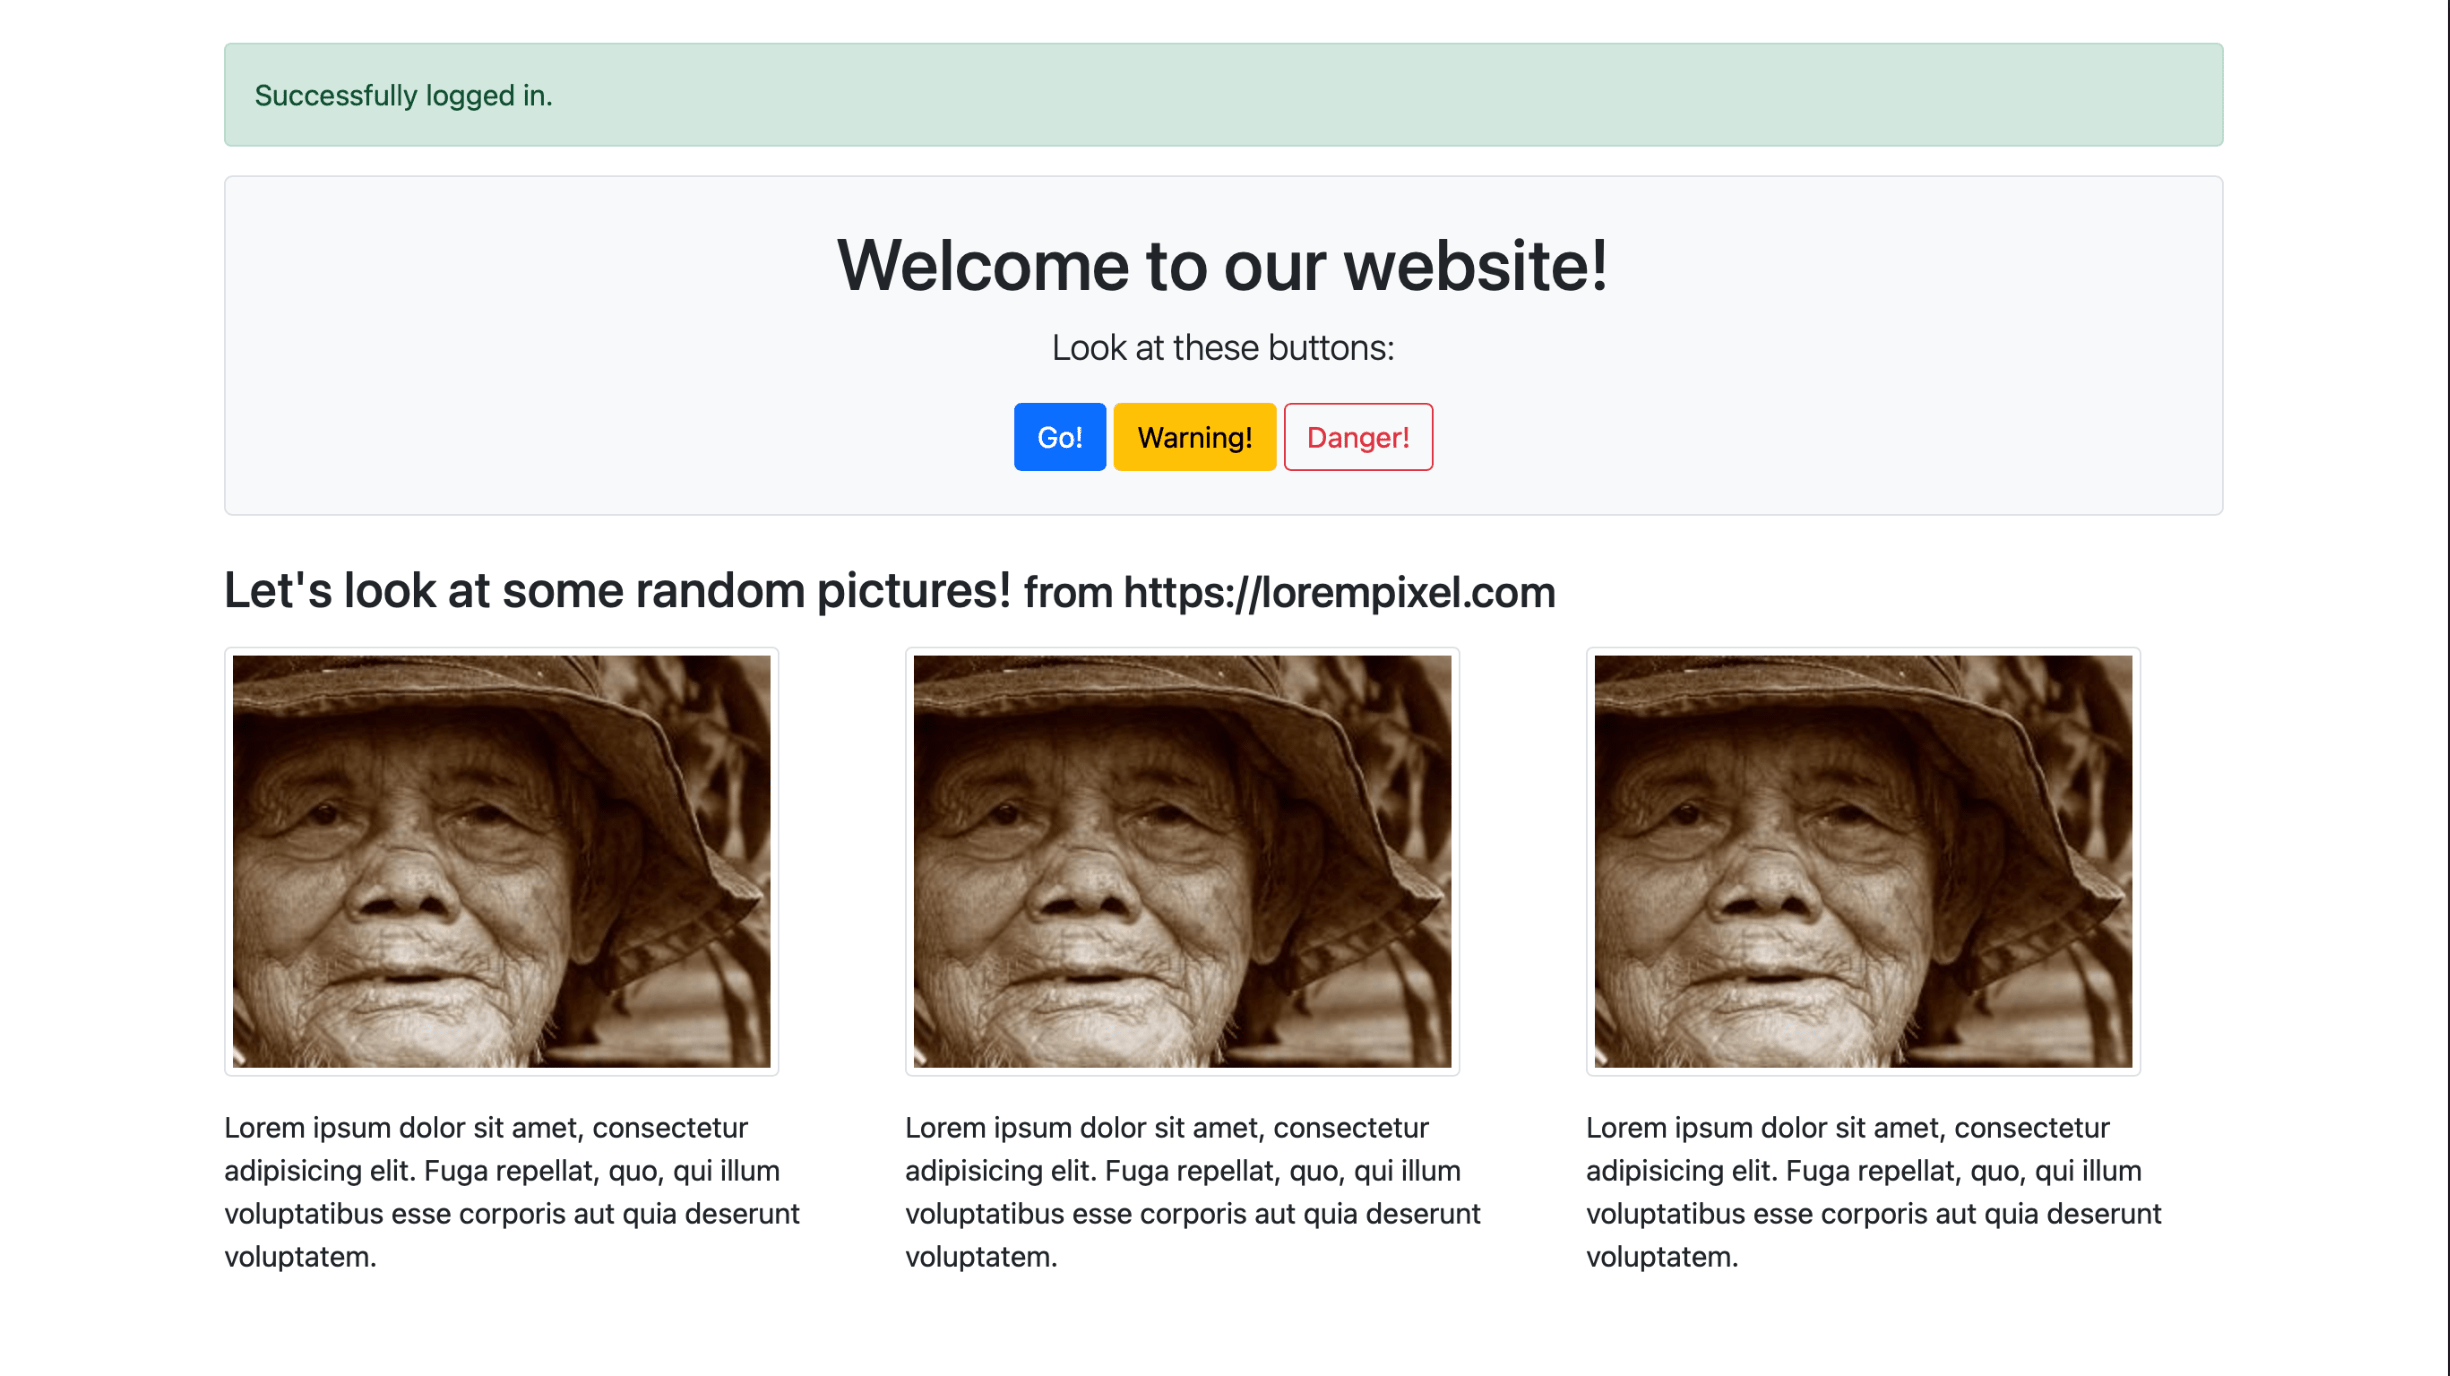 Successfully logged in.
Welcome to our website!
Look at these buttons:
Go! Warning! Danger!
Let's look at some random pictures! from https://lorempixel.com
Lorem ipsum dolor sit amet, consectetur
adipisicing elit. Fuga repellat, quo, qui illum
voluptatibus esse corporis aut quia deserunt
voluptatem.
Lorem ipsum dolor sit amet, consectetur
adipisicing elit. Fuga repellat, quo, qui illum
voluptatibus esse corporis aut quia deserunt
voluptatem.
Lorem ipsum dolor sit amet, consectetur
adipisicing elit. Fuga repellat, quo, qui illum
voluptatibus esse corporis aut quia deserunt
voluptatem.